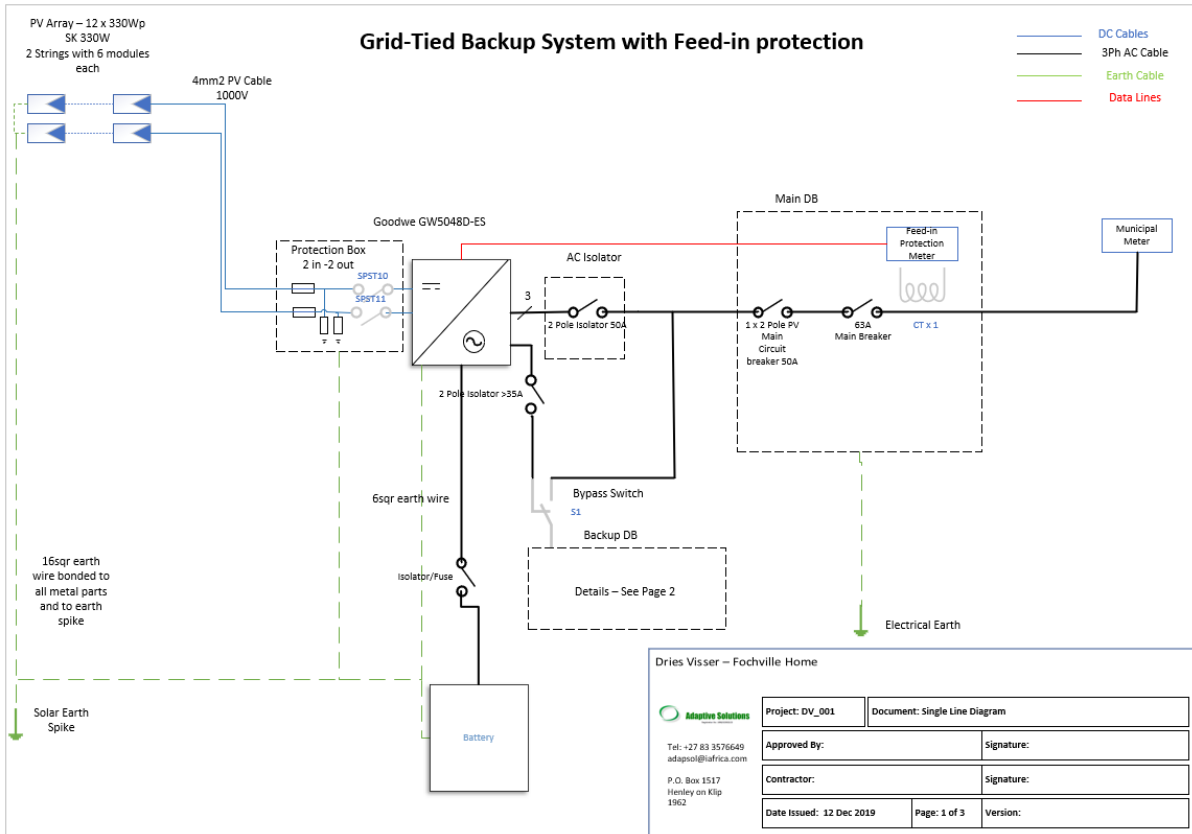 PV Array – 12 x 330Wp
SK 330W
2 Strings with 6 modules
each
Grid-Tied Backup System with Feed-in protection
DC Cables
3Ph AC Cable
Earth Cable
Data Lines
4mm2 PV Cable
1000V
Goodwe GW5048D-ES
Main DB
Protection Box
2 in -2 out
SPST10
SPST11
AC Isolator
3
2 Pole Isolator 50A
Feed-in
Protection
Meter
Municipal
Meter
1 x 2 Pole PV
Main
Circuit
breaker 50A
63A
Main Breaker
CT x 1
2 Pole Isolator >35A
6sqr earth wire
Bypass Switch
S1
Backup DB
Details – See Page 2
Isolator/Fuse
16sqr earth
wire bonded to
all metal parts
and to earth
spike
Electrical Earth
Solar Earth
Spike
Battery
Dries Visser – Fochville Home
Adaptive Solutions
Tel: +27 83 3576649
adapsol@iafrica.com
P.O. Box 1517
Henley on Klip
1962
Project: DV_001
Document: Single Line Diagram
Approved By:
Signature:
Contractor:
Signature:
Date Issued: 12 Dec 2019
Page: 1 of 3
Version: